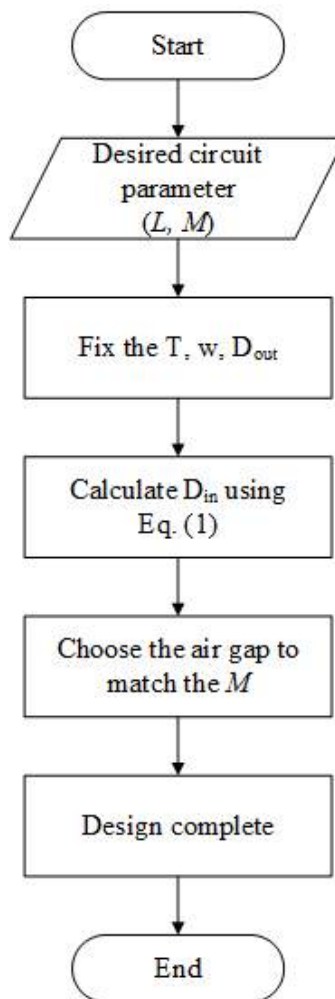 Start
Desired circuit
parameter
(L, M)
Fix the T, w, Dout
Calculate Din using
Eq. (1)
Choose the air gap to
match the M
Design complete
End